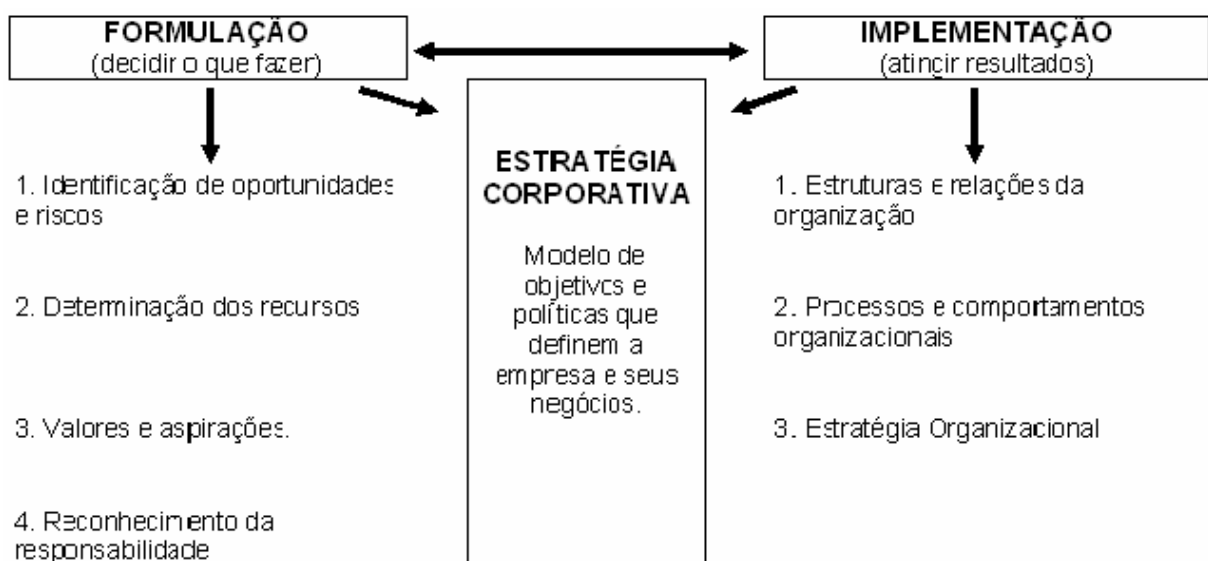 FORMULAÇÃO
(decidir o que fazer)
1. Identificação de oportunidades
e riscos
2. Determinação dos recursos
3. Valores e aspirações.
4. Reconhecimento da
responsabilidade
ESTRATÉGIA
CORPORATIVA
Modelo de
objetivos e
políticas que
definem a
empresa e seus
negócios.
IMPLEMENTAÇÃO
(atingir resultados)
1. Estruturas e relações da
organização
2. Processos e comportamentos
organizacionais
3. Estratégia Organizacional